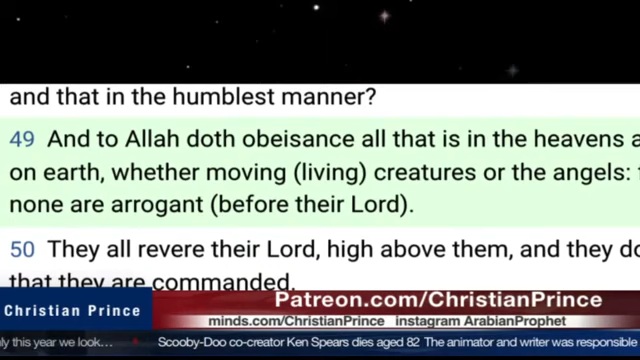 and that in the humblest manner?
49 And to Allah doth obeisance all that is in the heavens a
on earth, whether moving (living) creatures or the angels:
none are arrogant (before their Lord).
50 They all revere their Lord, high above them, and they do
that they are commanded.
Christian Prince
Patreon.com/ChristianPrince
minds.com/ChristianPrince instagram ArabianProphet
ly this year we look... Scooby-Doo co-creator Ken Spears dies aged 82 The animator and writer was responsible